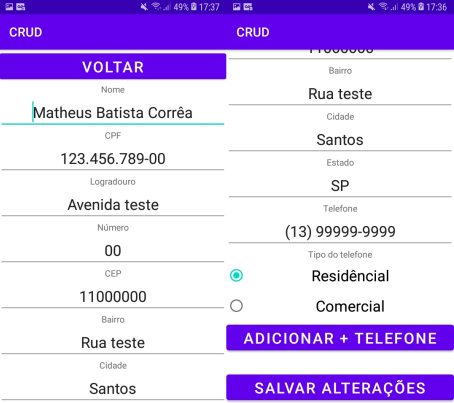 49% 17:37
CRUD
VOLTAR
Nome
Matheus Batista Corrêa
CPF
123.456.789-00
Logradouro
Avenida teste
Número
00
CEP
11000000
Bairro
Rua teste
Cidade
Santos
49% 17:36
CRUD
11000000
Bairro
Rua teste
Cidade
Santos
Estado
SP
Telefone
(13) 99999-9999
Tipo do telefone
Residêncial
Comercial
ADICIONAR + TELEFONE
SALVAR ALTERAÇÕES